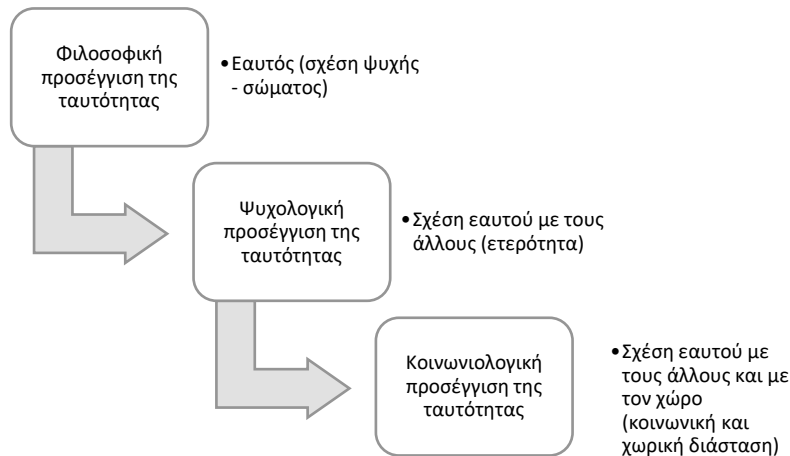 Φιλοσοφική
προσέγγιση της
ταυτότητας
•Εαυτός (σχέση ψυχής
- σώματος)
Ψυχολογική
προσέγγιση της
ταυτότητας
•Σχέση εαυτού με τους
άλλους (ετερότητα)
Κοινωνιολογική
προσέγγιση της
ταυτότητας
•Σχέση εαυτού με
τους άλλους και με
τον χώρο
(κοινωνική και
χωρική διάσταση)